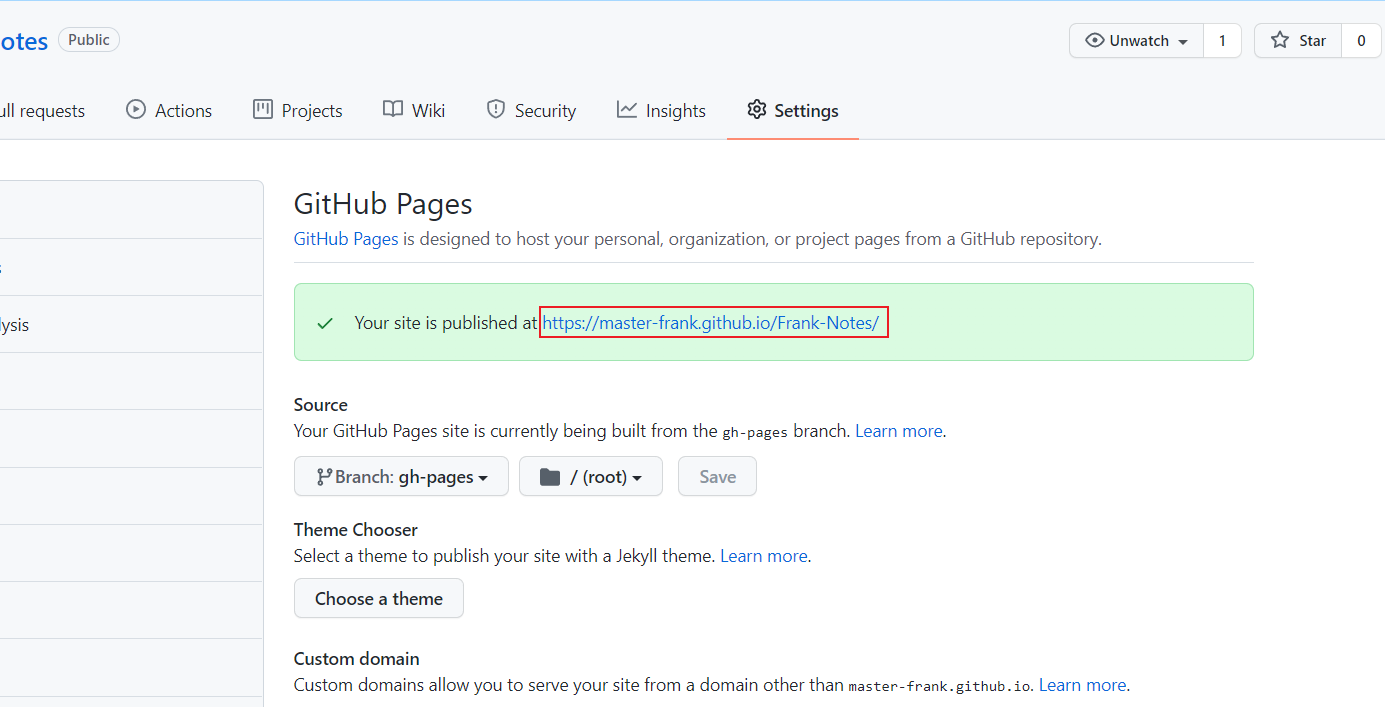 otes Public Unwatch 1 Star 0
ull requests Actions Projects Wiki Security Insights Settings
GitHub Pages
GitHub Pages is designed to host your personal, organization, or project pages from a GitHub repository.
s
Your site is published at https://master-frank.github.io/Frank-Notes/
lysis
Source
Your GitHub Pages site is currently being built from the gh-pages branch. Learn more.
Branch: gh-pages / (root) Save
Theme Chooser
Select a theme to publish your site with a Jekyll theme. Learn more.
Choose a theme
Custom domain
Custom domains allow you to serve your site from a domain other than master-frank.github.io. Learn more.